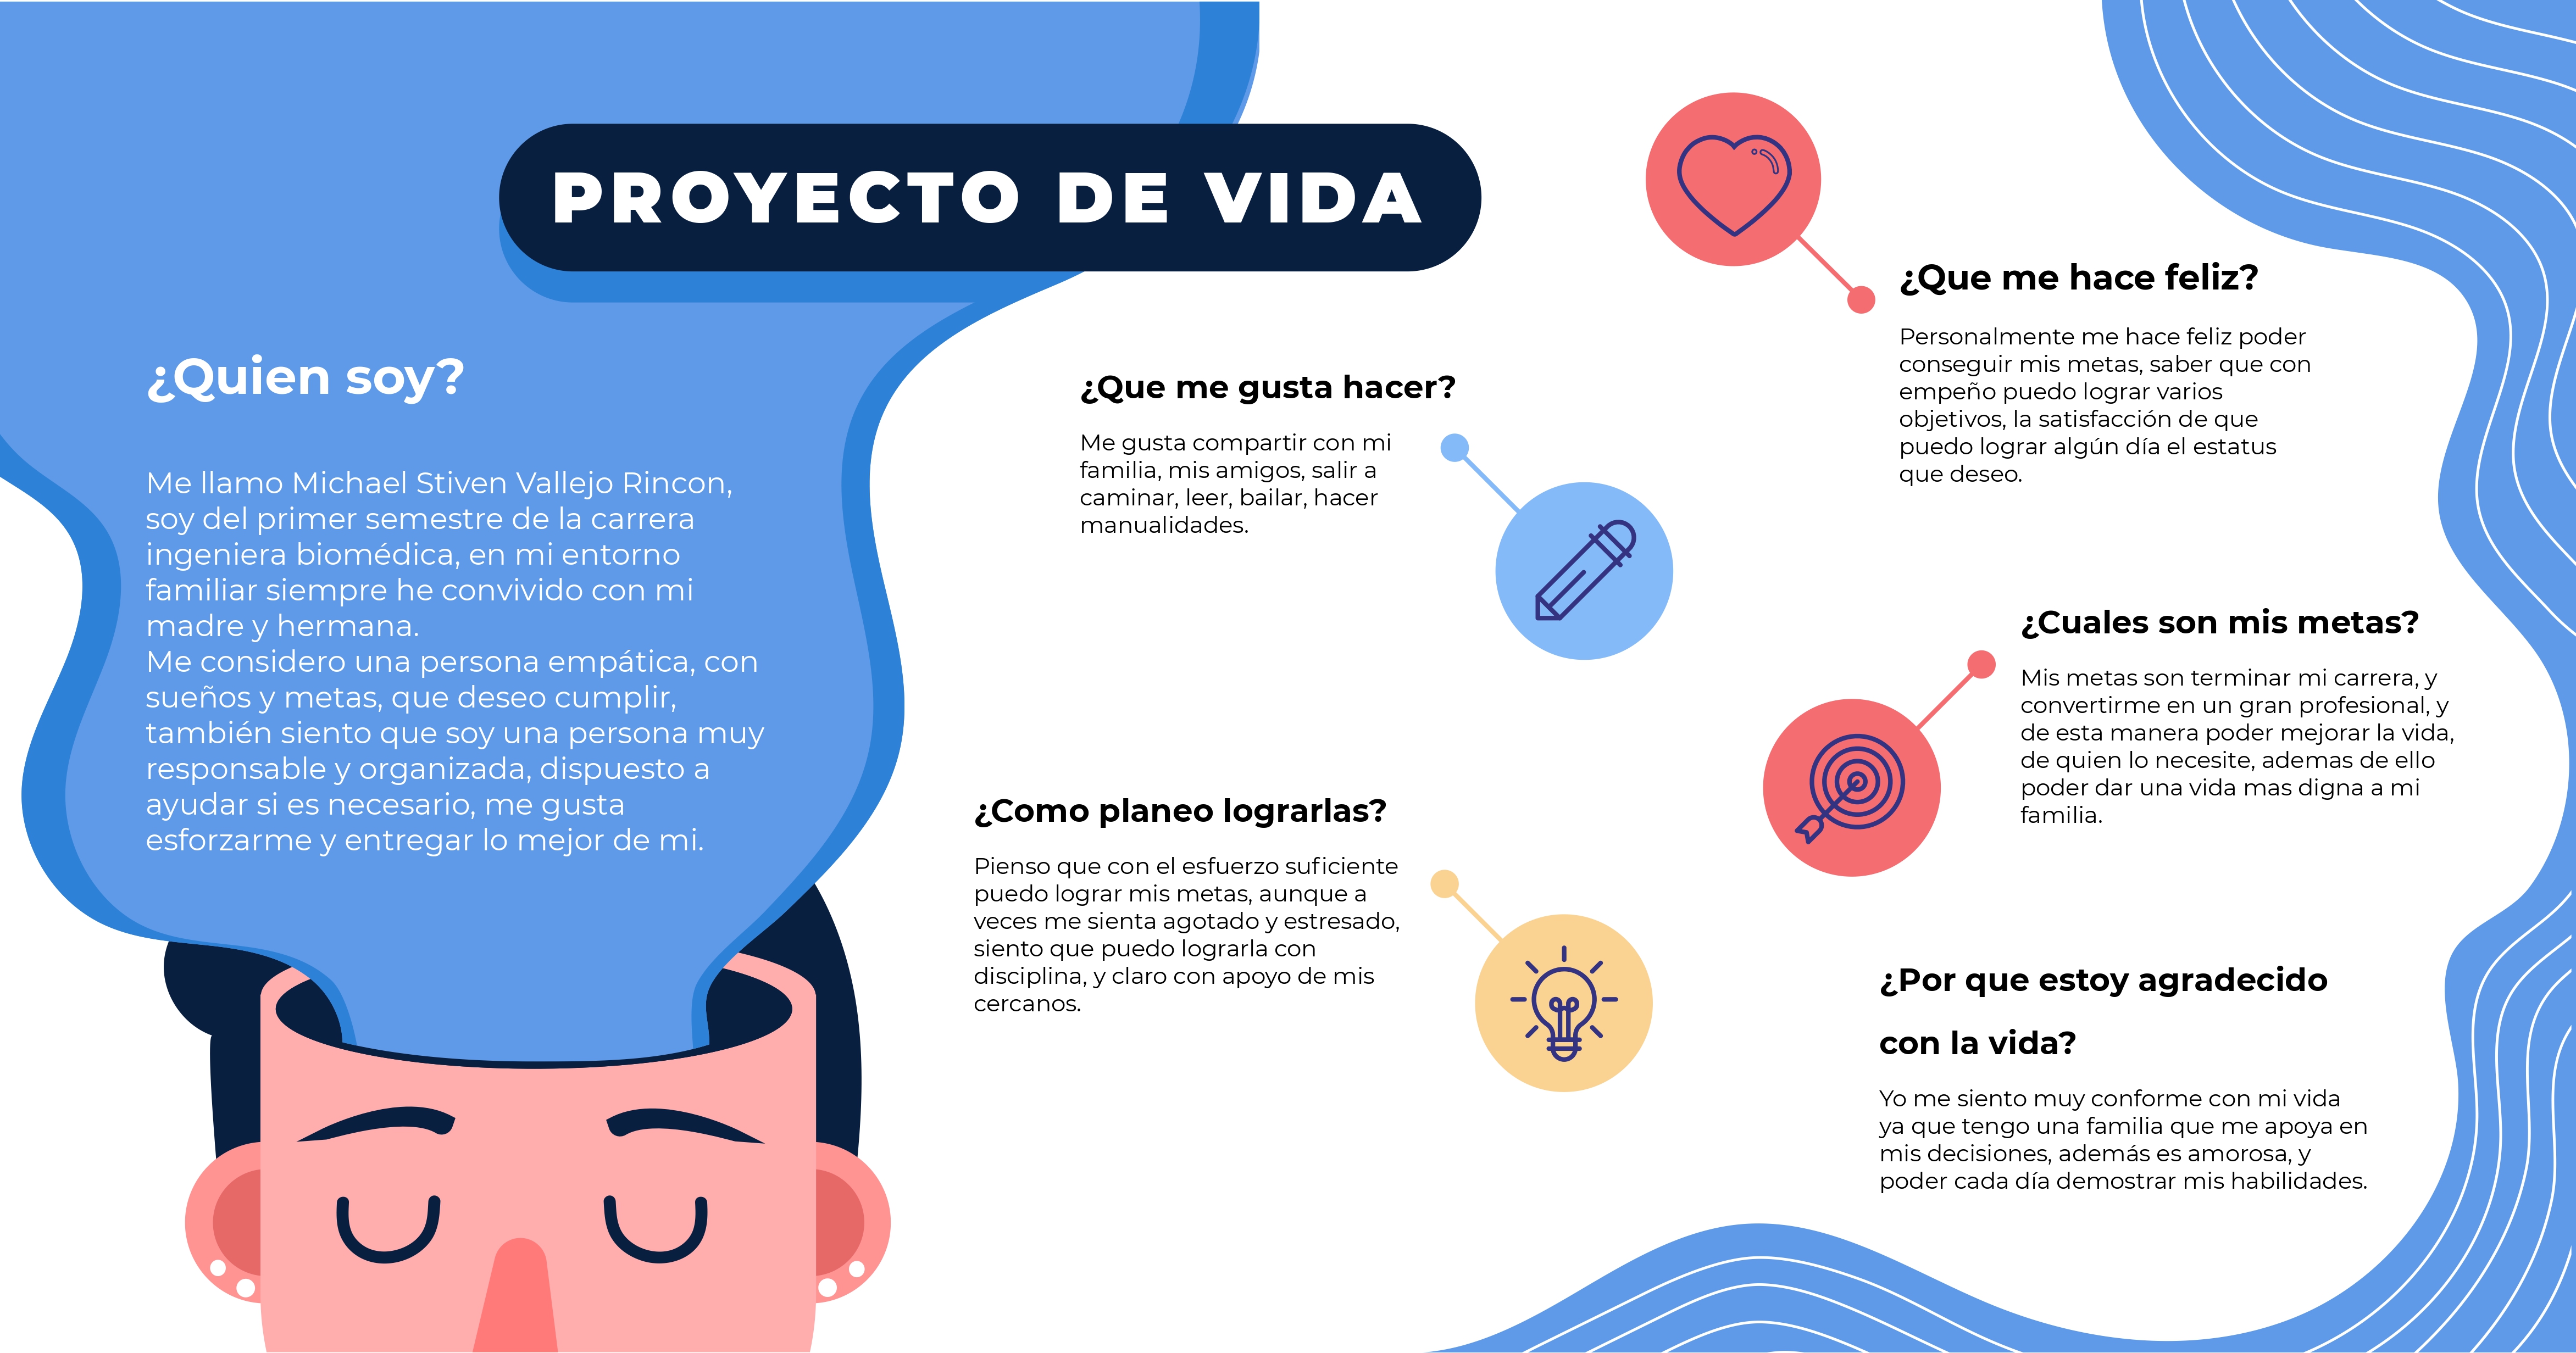 PROYECTO DE VIDA
¿Quien soy?
Me llamo Michael Stiven Vallejo Rincon,
soy del primer semestre de la carrera
ingeniera biomédica, en mi entorno
familiar siempre he convivido con mi
madre y hermana.
Me considero una persona empática, con
sueños y metas, que deseo cumplir,
también siento que soy una persona muy
responsable y organizada, dispuesto a
ayudar si es necesario, me gusta
esforzarme y entregar lo mejor de mi.
¿Que me gusta hacer?
Me gusta compartir con mi
familia, mis amigos, salir a
caminar, leer, bailar, hacer
manualidades.
¿Que me hace feliz?
Personalmente me hace feliz poder
conseguir mis metas, saber que con
empeño puedo lograr varios
objetivos, la satisfacción de que
puedo lograr algún día el estatus
que deseo.
¿Cuales son mis metas?
Mis metas son terminar mi carrera, y
convertirme en un gran profesional, y
de esta manera poder mejorar la vida,
de quien lo necesite, ademas de ello
poder dar una vida mas digna a mi
familia.
¿Como planeo lograrlas?
Pienso que con el esfuerzo suficiente
puedo lograr mis metas, aunque a
veces me sienta agotado y estresado,
siento que puedo lograrla con
disciplina, y claro con apoyo de mis
cercanos.
¿Por que estoy agradecido
con la vida?
Yo me siento muy conforme con mi vida
ya que tengo una familia que me apoya en
mis decisiones, además es amorosa, y
poder cada día demostrar mis habilidades.